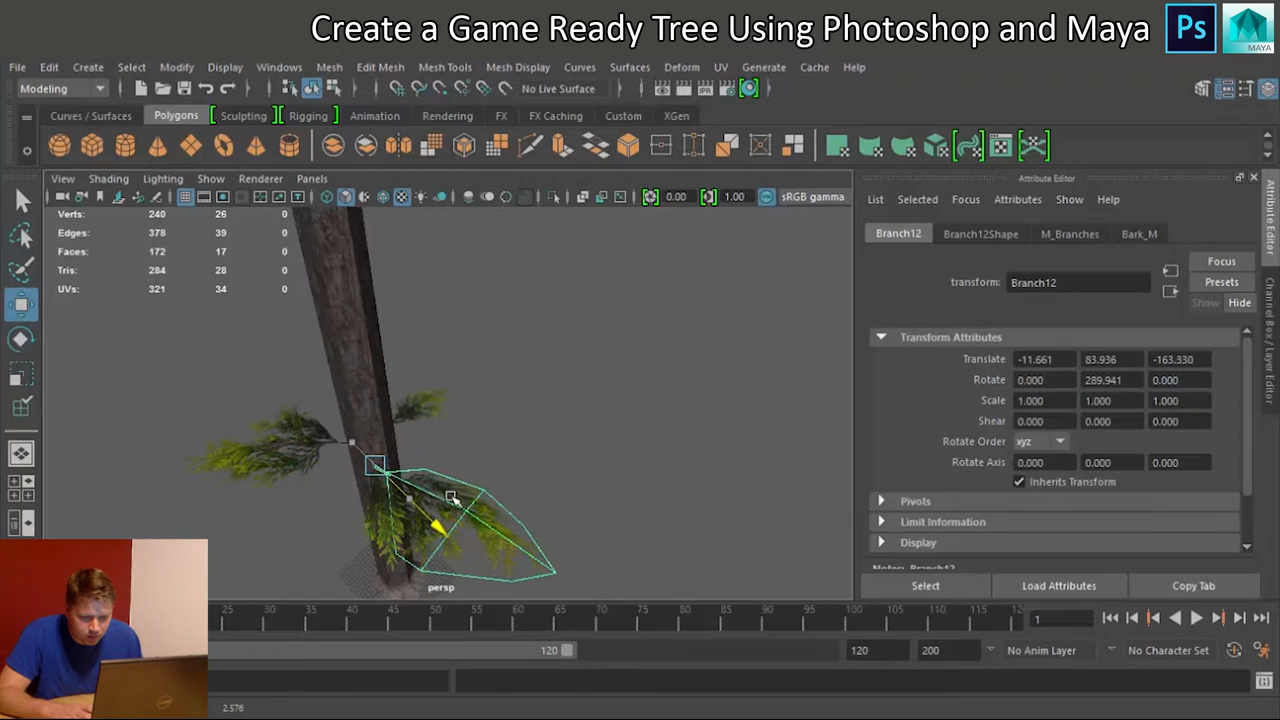 Create a Game Ready Tree Using Photoshop and Maya
Ps
MAYA
File Edit Create Select Modify Display Windows Mesh Edit Mesh Mesh Tools Mesh Display Curves Surfaces Deform UV Generate Cache Help
Modeling
No Live Surface
Curves / Surfaces Polygons Sculpting Rigging Animation Rendering FX FX Caching Custom XGen
View Shading Lighting Show Renderer Panels
0.00 1.00 sRGB gamma
Verts: 240 26 0
Edges: 378 39 0
Faces: 172 17 0
Tris: 284 28 0
UVs: 321 34 0
persp
Attribute Editor
List Selected Focus Attributes Show Help
Branch12 Branch12Shape M_Branches Bark_M
Focus
Presets
Show Hide
transform: Branch12
Transform Attributes
Translate -11.661 83.936 -163.330
Rotate 0.000 289.941 0.000
Scale 1.000 1.000 1.000
Shear 0.000 0.000 0.000
Rotate Order xyz
Rotate Axis 0.000 0.000 0.000
Inherits Transform
Pivots
Limit Information
Display
Notes: Branch12
Select Load Attributes Copy Tab
Attribute Editor
Channel Box / Layer Editor
25 30 35 40 45 50 55 60 65 70 75 80 85 90 95 100 105 110 115 12
1
120 120 200 No Anim Layer No Character Set
2.576